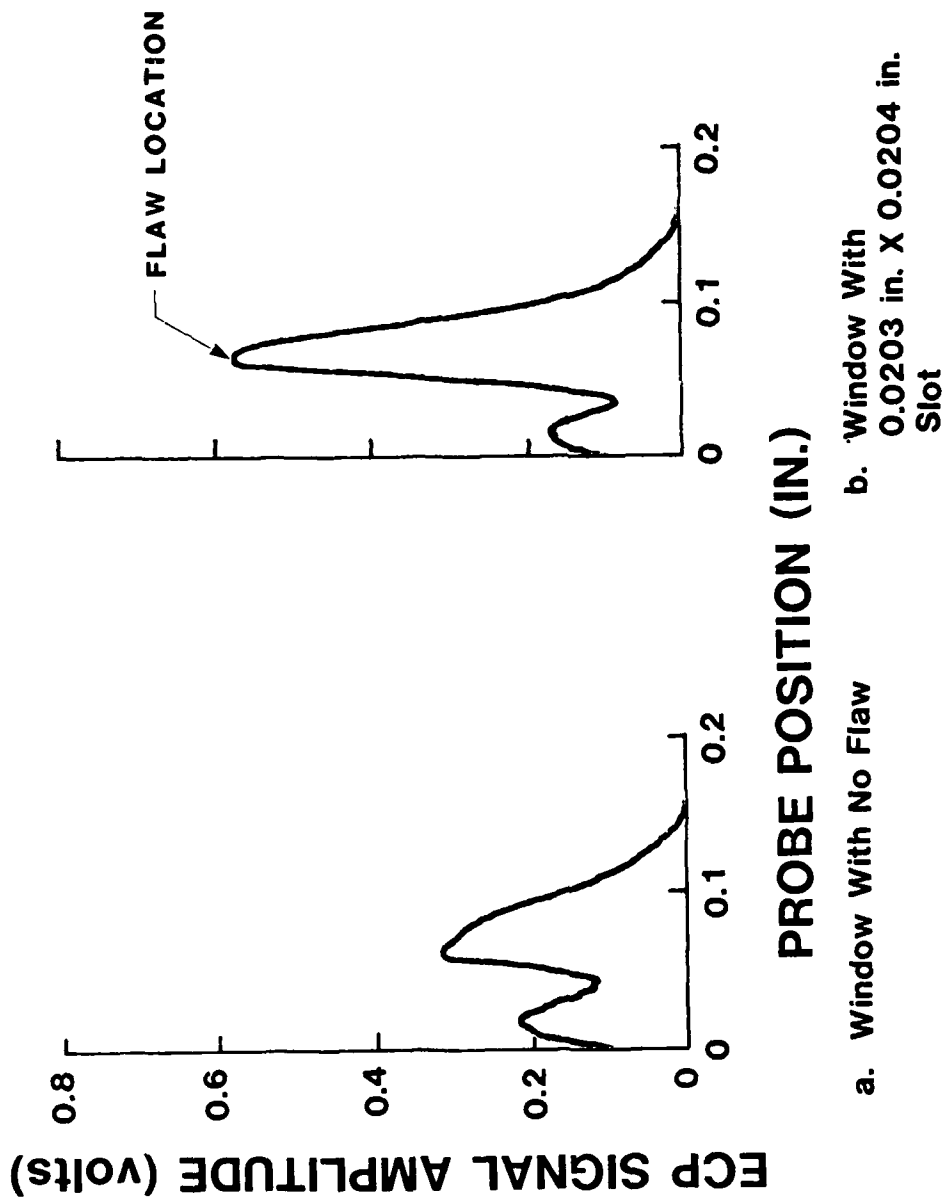 ECP SIGNAL AMPLITUDE (volts)
0.8
0.6
0.4
0.2
0
0
0.1
0.2
FLAW LOCATION
0
0.1
0.2
PROBE POSITION (IN.)
a. Window With No Flaw
b. Window With
0.0203 in. X 0.0204 in.
Slot